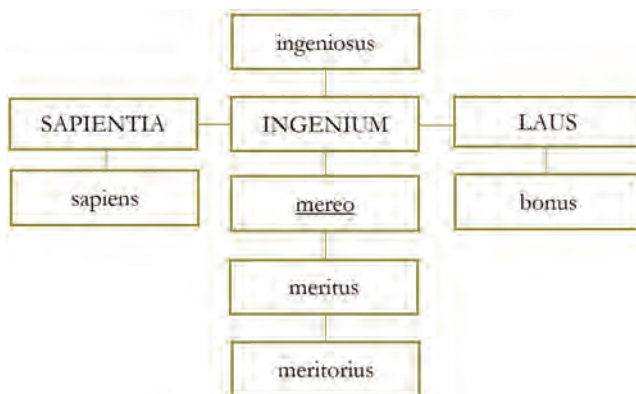 ingeniosus
SAPIENTIA
INGENIUM
LAUS
sapiens
mereo
bonus
meritus
meritorius